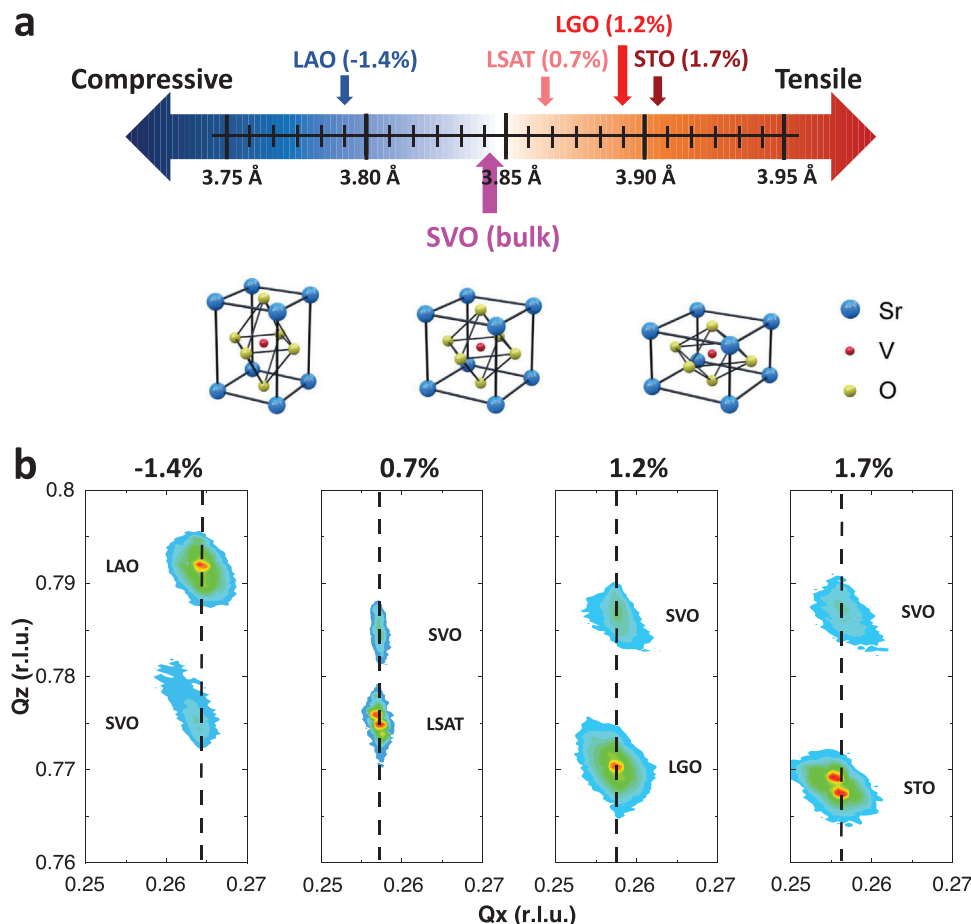 a
LGO (1.2%)
LAO (-1.4%)
LSAT (0.7%)
STO (1.7%)
Compressive
Tensile
3.75 Å
3.80 Å
3.85 Å
3.90 Å
3.95 Å
SVO (bulk)
Sr
V
O
b
-1.4%
0.7%
1.2%
1.7%
Qz (r.l.u.)
0.8
0.79
0.78
0.77
0.76
LAO
SVO
SVO
LSAT
SVO
LGO
SVO
STO
0.25
0.26
0.27
0.25
0.26
0.27
0.25
0.26
0.27
0.25
0.26
0.27
Qx (r.l.u.)